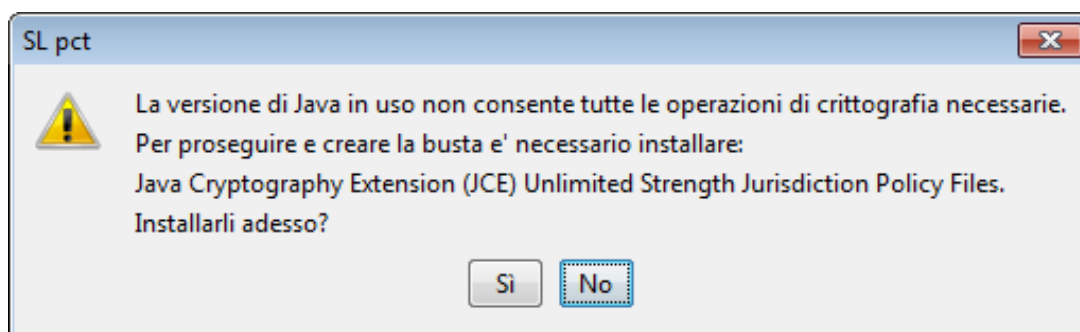 SL pct
La versione di Java in uso non consente tutte le operazioni di crittografia necessarie.
Per proseguire e creare la busta e' necessario installare:
Java Cryptography Extension (JCE) Unlimited Strength Jurisdiction Policy Files.
Installarli adesso?
Sì
No